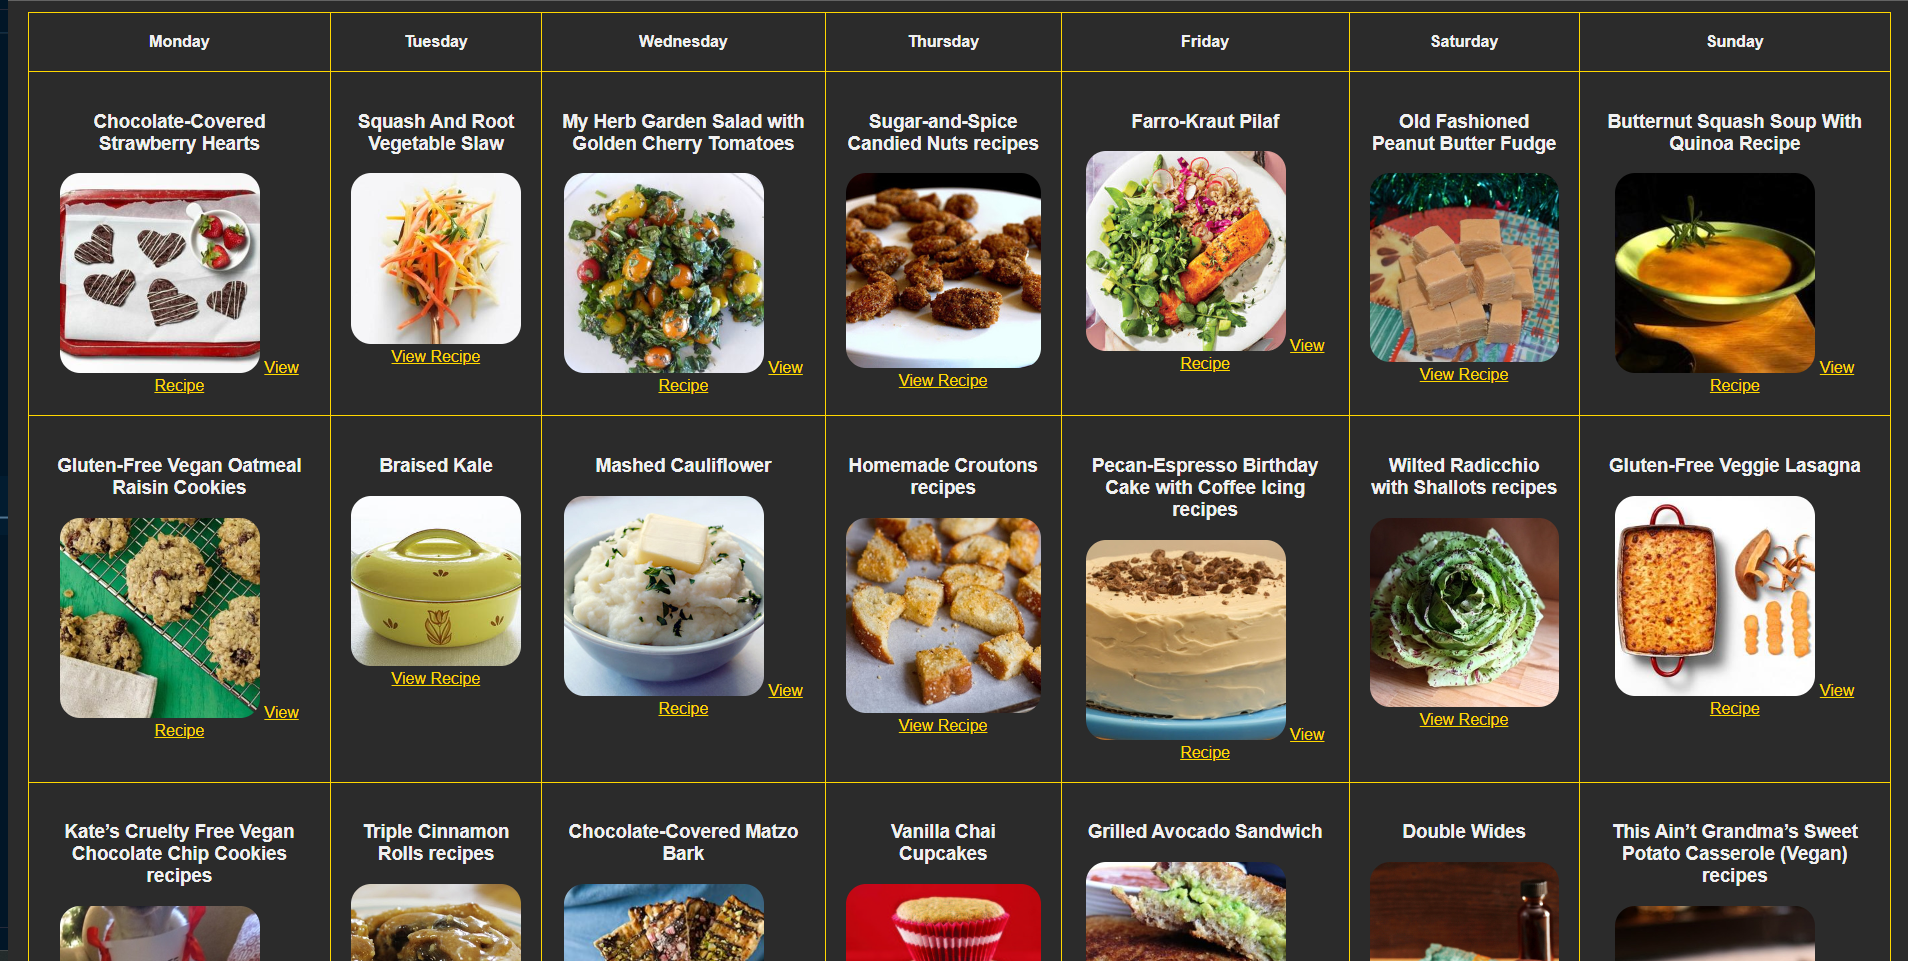 Monday
Tuesday
Wednesday
Thursday
Friday
Saturday
Sunday
Chocolate-Covered
Strawberry Hearts
View
Recipe
Squash And Root
Vegetable Slaw
View Recipe
My Herb Garden Salad with
Golden Cherry Tomatoes
View
Recipe
Sugar-and-Spice
Candied Nuts recipes
View Recipe
Farro-Kraut Pilaf
View
Recipe
Old Fashioned
Peanut Butter Fudge
View Recipe
Butternut Squash Soup With
Quinoa Recipe
View
Recipe
Gluten-Free Vegan Oatmeal
Raisin Cookies
View
Recipe
Braised Kale
View Recipe
Mashed Cauliflower
View
Recipe
Homemade Croutons
recipes
View Recipe
Pecan-Espresso Birthday
Cake with Coffee Icing
recipes
View
Recipe
Wilted Radicchio
with Shallots recipes
View Recipe
Gluten-Free Veggie Lasagna
View
Recipe
Kate’s Cruelty Free Vegan
Chocolate Chip Cookies
recipes
Triple Cinnamon
Rolls recipes
Chocolate-Covered Matzo
Bark
Vanilla Chai
Cupcakes
Grilled Avocado Sandwich
Double Wides
This Ain’t Grandma’s Sweet
Potato Casserole (Vegan)
recipes